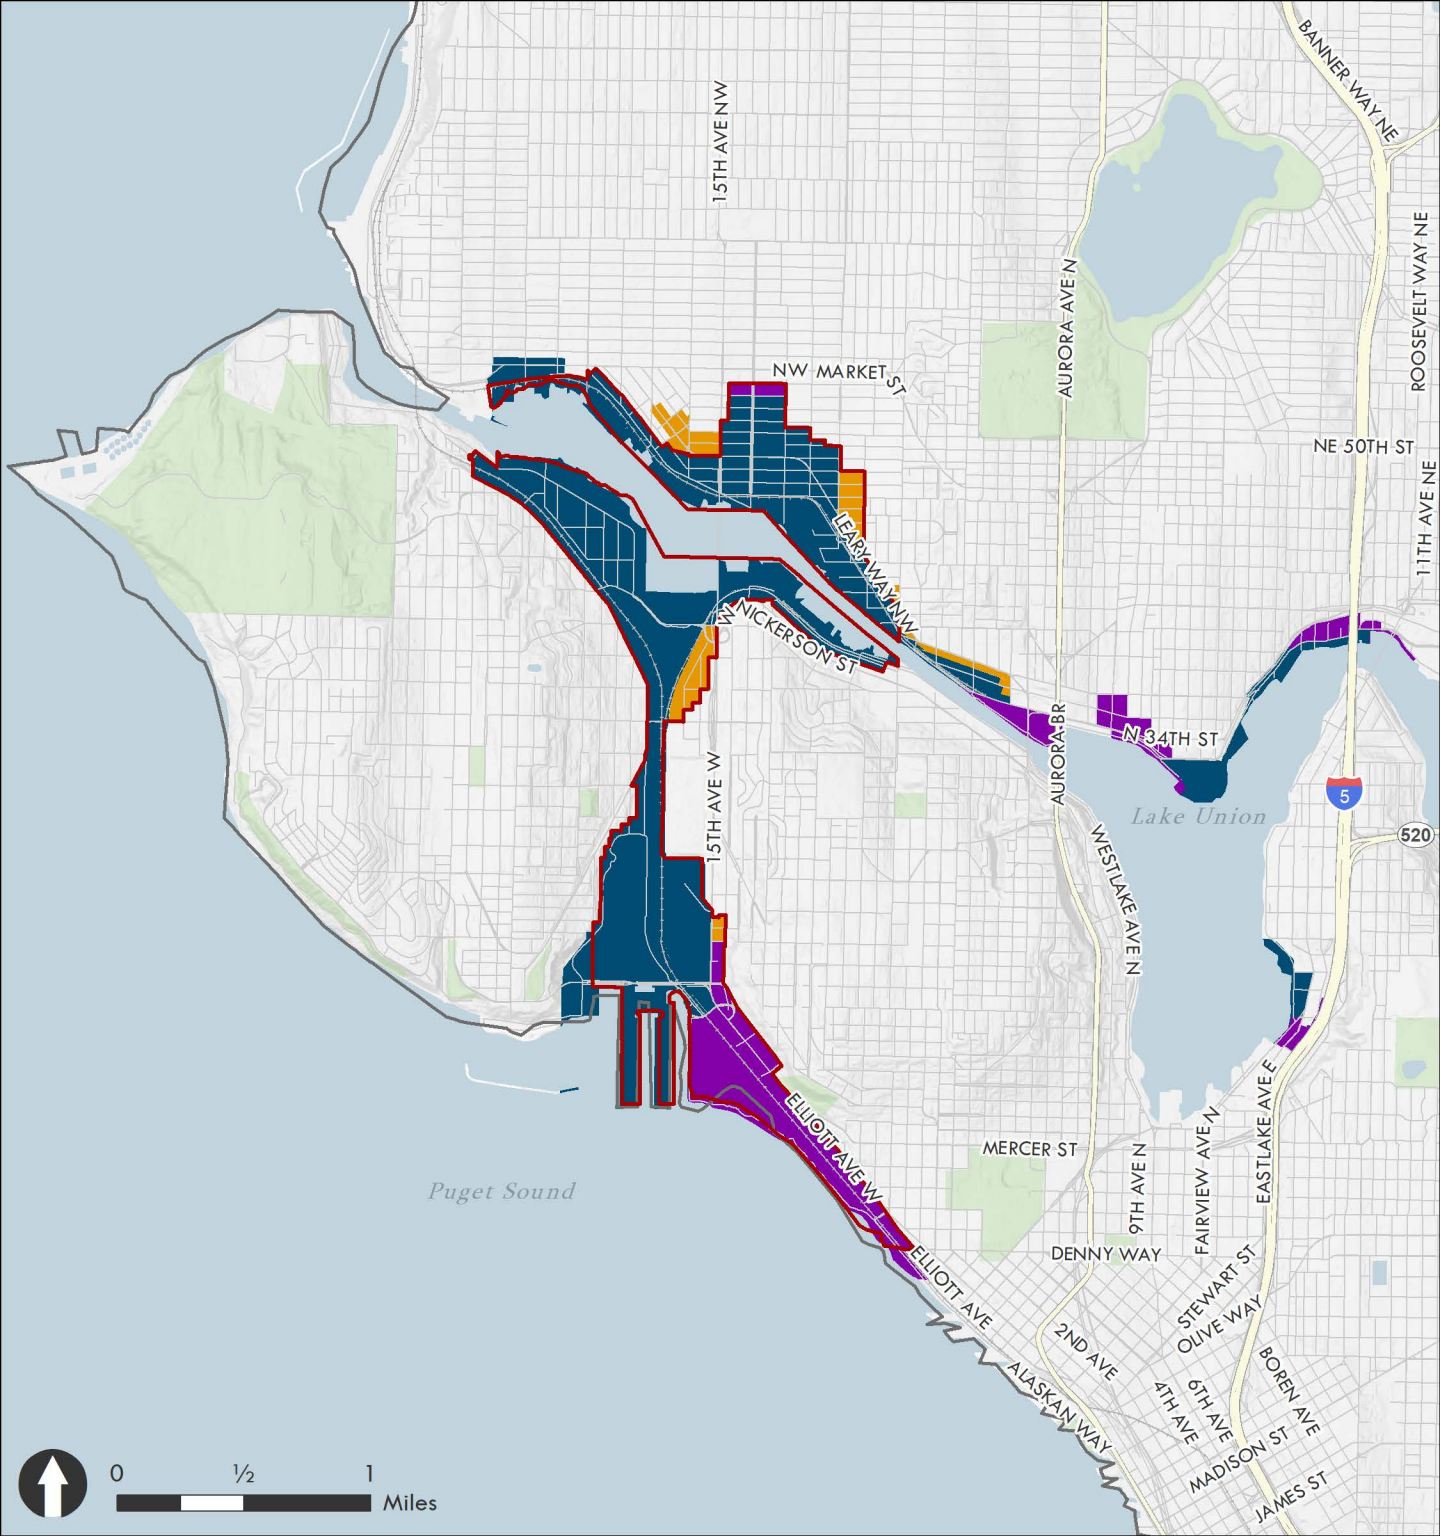 BANNER WAY NE
15TH AVE NW
ROOSEVELT WAY NE
AURORA AVE N
NW MARKET ST
NE 50TH ST
11TH AVE NE
LEARY WAY NW
W NICKERSON ST
AURORA BR
N 34TH ST
15TH AVE W
5
Lake Union
520
WESTLAKE AVE N
ELLIOTT AVE W
EASTLAKE AVE E
MERCER ST
9TH AVE N
FAIRVIEW AVE N
Puget Sound
DENNY WAY
ELLIOTT AVE
STEWART ST
OLIVE WAY
2ND AVE
BOREN AVE
ALASKAN WAY
4TH AVE
6TH AVE
MADISON ST
JAMES ST
0 ½ 1
Miles